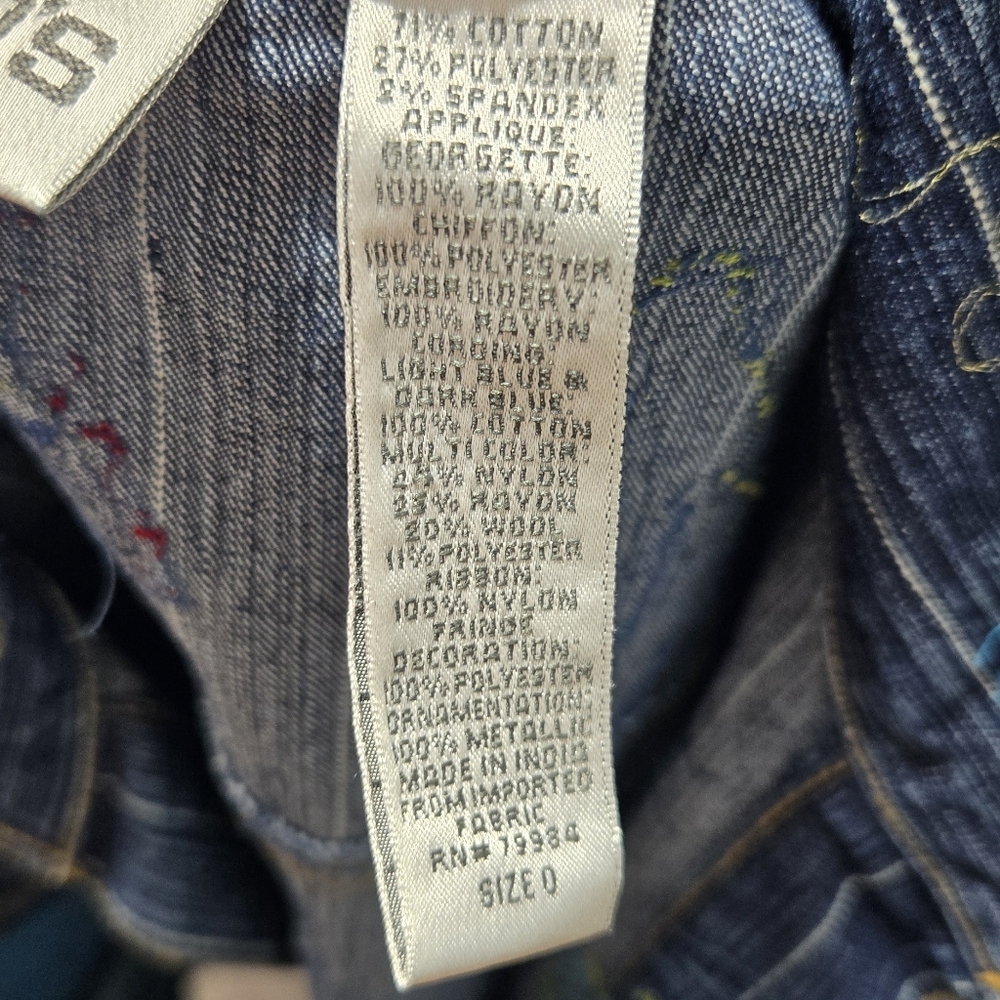 71% COTTON
27% POLYESTER
2% SPANDEX
APPLIQUE:
GEORGETTE:
100% RAYON
CHIFFON:
100% POLYESTER
EMBROIDERY:
100% RAYON
CORDING:
LIGHT BLUE &
DARK BLUE:
100% COTTON
MULTI COLOR:
NYLON
RAYON
20% WOOL
11% POLYESTER
RIBBON:
100% NYLON
FRINGE
DECORATION:
100% POLYESTER
ORNAMENTATION:
100% METALLIC
MADE IN INDIA
FROM IMPORTED
FABRIC
RN# 79984
SIZE 0